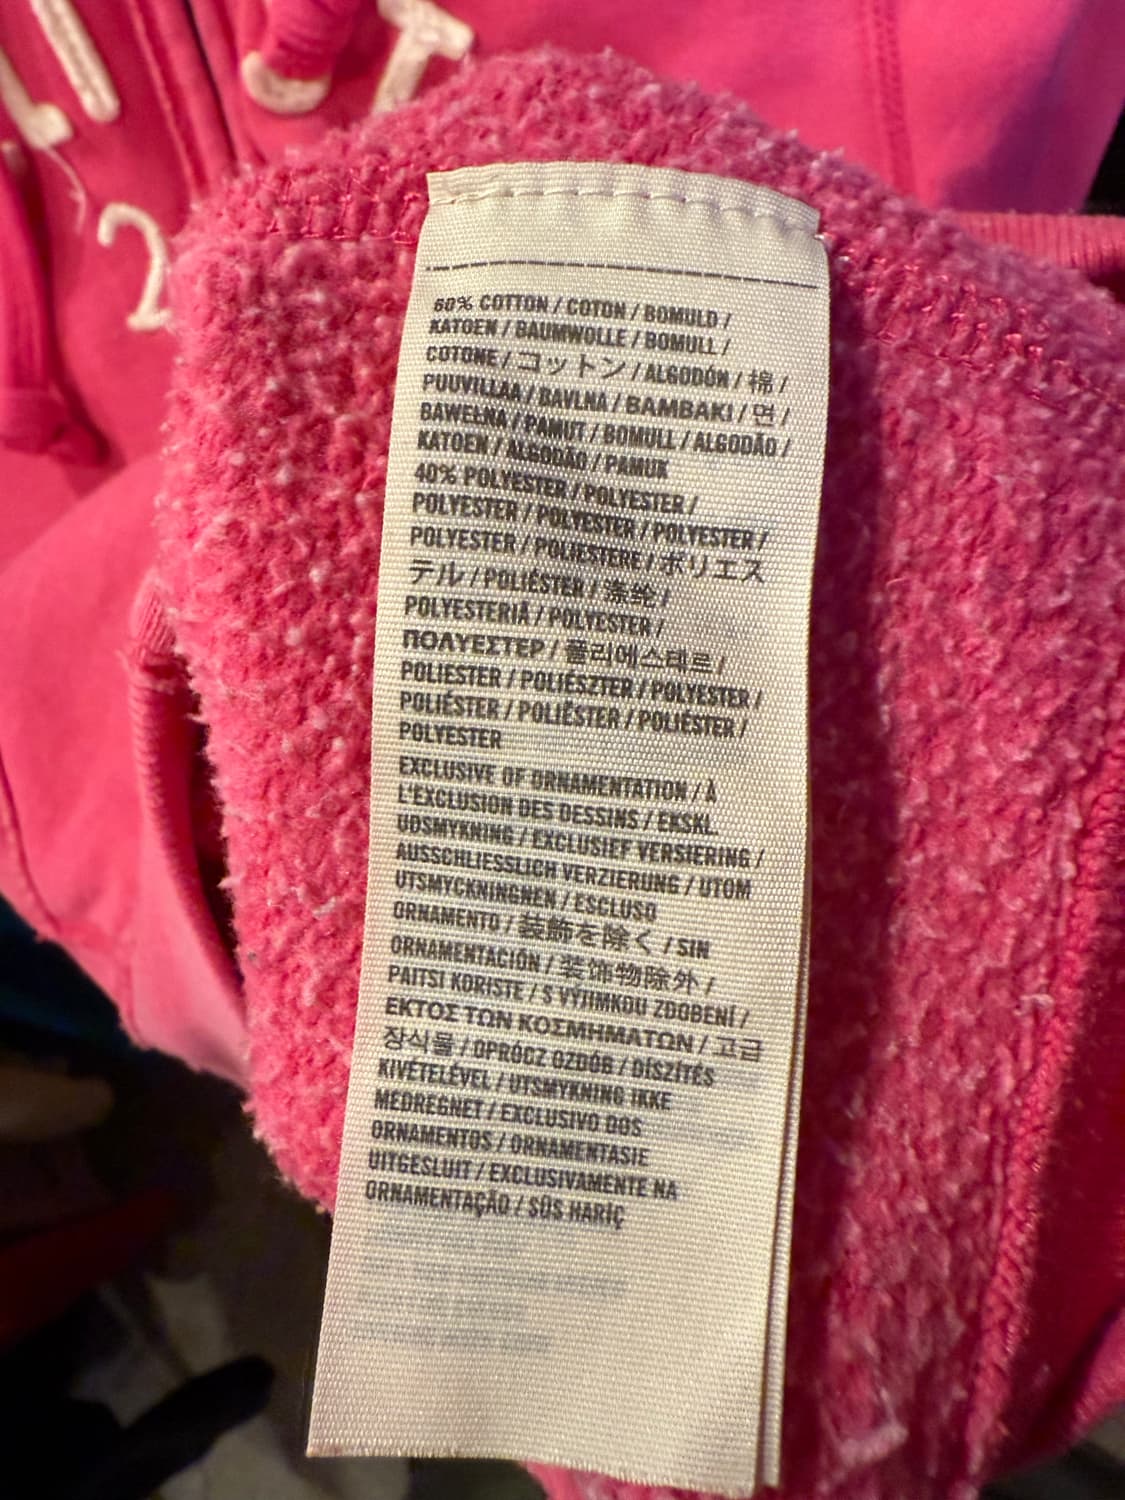 2
60% COTTON / COTON / BOMULD /
KATOEN / BAUMWOLLE / BOMULL /
COTONE / コットン / ALGODÓN / 棉 /
PUUVILLAA / BAVLNA / BAMBAKI / 면 /
BAWEŁNA / PAMUT / BOMULL / ALGODÃO /
KATOEN / ALGODÃO / PAMUK
40% POLYESTER / POLYESTER /
POLYESTER / POLYESTER / POLYESTER /
POLYESTER / POLIESTERE / ポリエス
テル / POLIÉSTER / 涤纶 /
POLYESTERIÄ / POLYESTER /
ΠΟΛΥΕΣΤΕΡ / 폴리에스테르 /
POLIESTER / POLIÉSZTER / POLYESTER /
POLIÉSTER / POLIËSTER / POLIÉSTER /
POLYESTER
EXCLUSIVE OF ORNAMENTATION / À
L'EXCLUSION DES DESSINS / EKSKL.
UDSMYKNING / EXCLUSIEF VERSIERING /
AUSSCHLIESSLICH VERZIERUNG / UTOM
UTSMYCKNINGNEN / ESCLUSO
ORNAMENTO / 装飾を除く / SIN
ORNAMENTACIÓN / 装饰物除外 /
PAITSI KORISTE / S VÝJIMKOU ZDOBENÍ /
ΕΚΤΟΣ ΤΩΝ ΚΟΣΜΗΜΑΤΩΝ / 고급
장식물 / OPRÓCZ OZDÓB / DÍSZÍTÉS
KIVÉTELÉVEL / UTSMYKNING IKKE
MEDREGNET / EXCLUSIVO DOS
ORNAMENTOS / ORNAMENTASIE
UITGESLUIT / EXCLUSIVAMENTE NA
ORNAMENTAÇÃO / SÜS HARİÇ